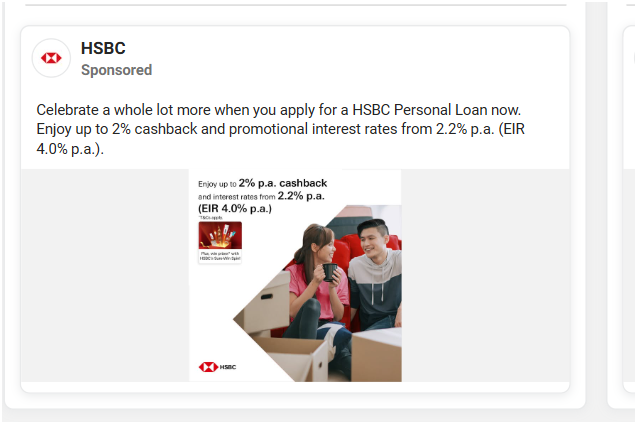 HSBC
Sponsored
Celebrate a whole lot more when you apply for a HSBC Personal Loan now.
Enjoy up to 2% cashback and promotional interest rates from 2.2% p.a. (EIR
4.0% p.a.).
Enjoy up to 2% p.a. cashback
and interest rates from 2.2% p.a.
(EIR 4.0% p.a.)
*T&Cs apply.
Plus, win prizes* with
HSBC's Sure-Win Spin!
HSBC